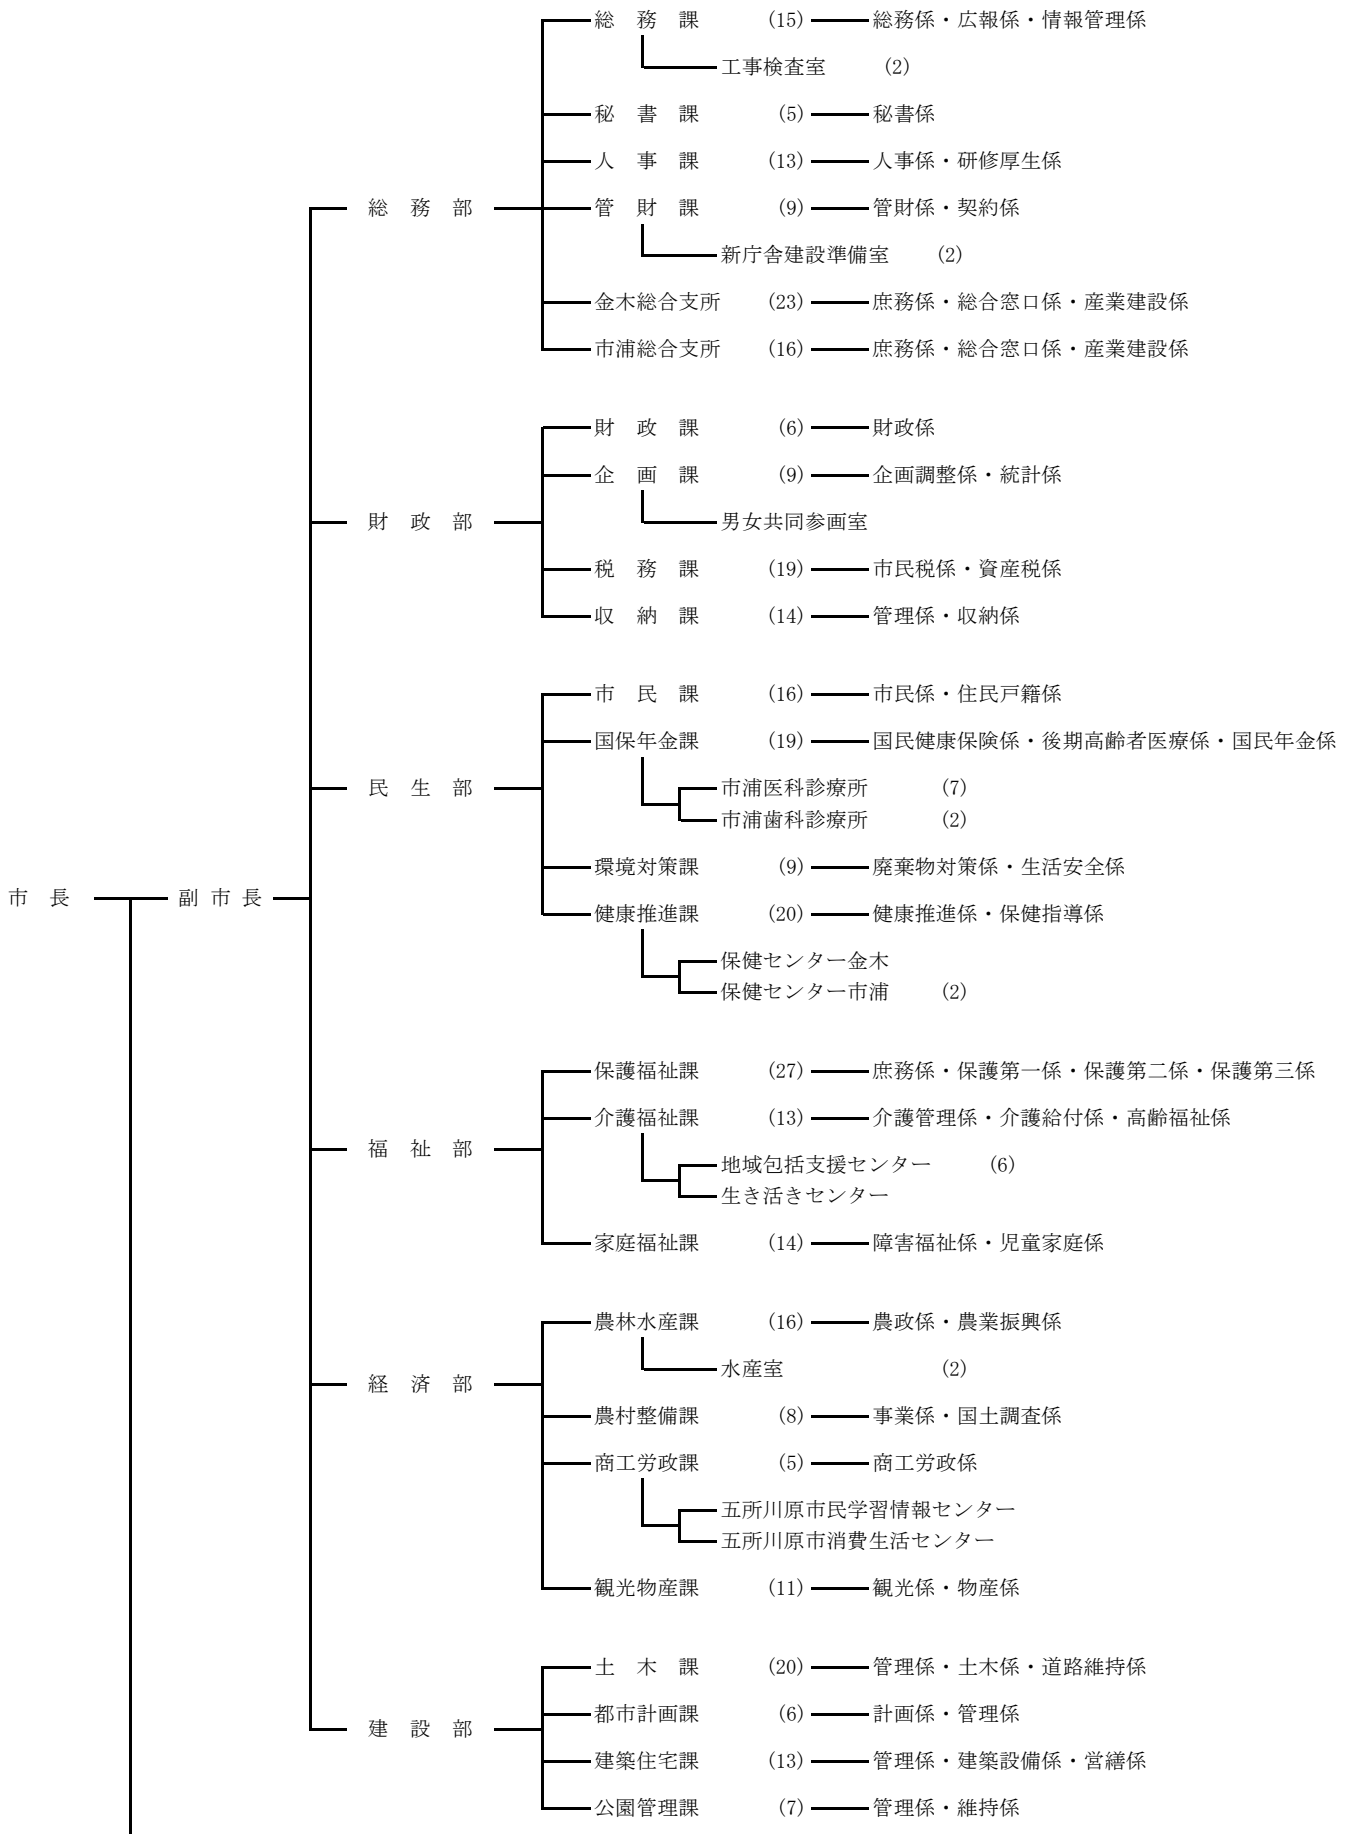 総務課 (15) 総務係・広報係・情報管理係
工事検査室 (2)
秘書課 (5) 秘書係
人事課 (13) 人事係・研修厚生係
総務部 管財課 (9) 管財係・契約係
新庁舎建設準備室 (2)
金木総合支所 (23) 庶務係・総合窓口係・産業建設係
市浦総合支所 (16) 庶務係・総合窓口係・産業建設係
財政課 (6) 財政係
企画課 (9) 企画調整係・統計係
財政部 男女共同参画室
税務課 (19) 市民税係・資産税係
収納課 (14) 管理係・収納係
市民課 (16) 市民係・住民戸籍係
国保年金課 (19) 国民健康保険係・後期高齢者医療係・国民年金係
民生部 市浦医科診療所 (7)
市浦歯科診療所 (2)
環境対策課 (9) 廃棄物対策係・生活安全係
市長 副市長
健康推進課 (20) 健康推進係・保健指導係
保健センター金木
保健センター市浦 (2)
保護福祉課 (27) 庶務係・保護第一係・保護第二係・保護第三係
介護福祉課 (13) 介護管理係・介護給付係・高齢福祉係
福祉部
地域包括支援センター (6)
生き活きセンター
家庭福祉課 (14) 障害福祉係・児童家庭係
農林水産課 (16) 農政係・農業振興係
水産室 (2)
経済部
農村整備課 (8) 事業係・国土調査係
商工労政課 (5) 商工労政係
五所川原市民学習情報センター
五所川原市消費生活センター
観光物産課 (11) 観光係・物産係
土木課 (20) 管理係・土木係・道路維持係
都市計画課 (6) 計画係・管理係
建設部
建築住宅課 (13) 管理係・建築設備係・営繕係
公園管理課 (7) 管理係・維持係